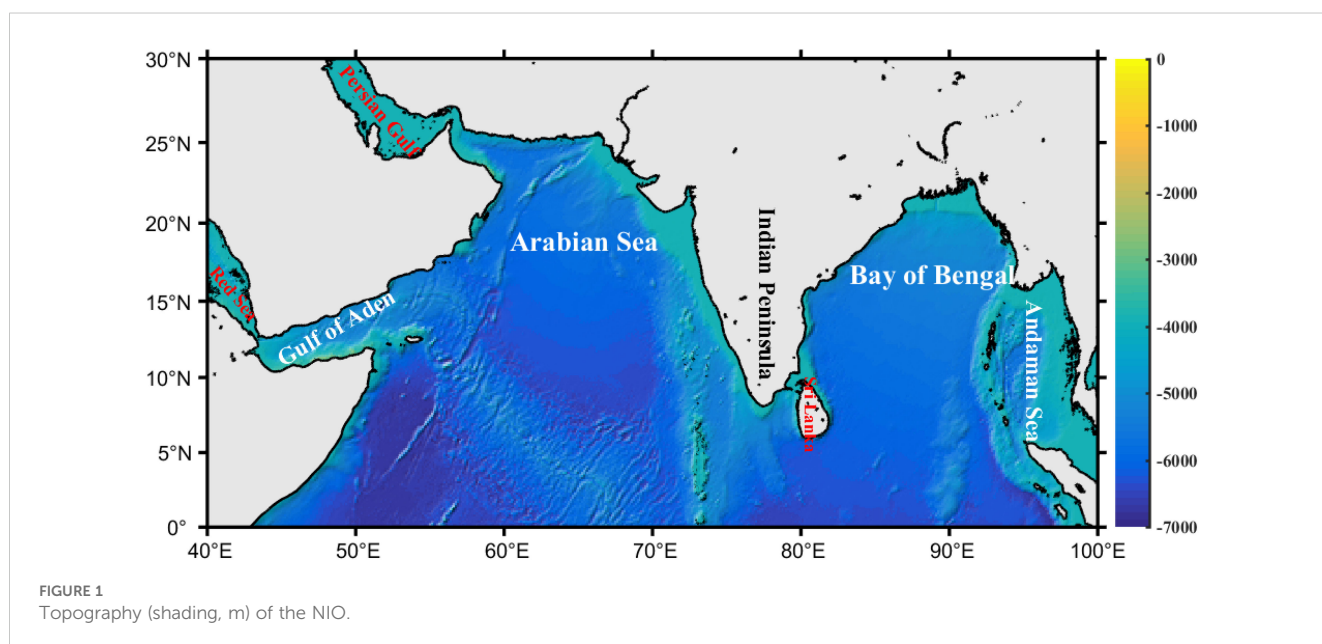 30°N
25°N
20°N
15°N
10°N
5°N
0°
40°E
50°E
60°E
70°E
80°E
90°E
100°E
Persian Gulf
Red Sea
Gulf of Aden
Arabian Sea
Indian Peninsula
Sri Lanka
Bay of Bengal
Andaman Sea
0
-1000
-2000
-3000
-4000
-5000
-6000
-7000
FIGURE 1
Topography (shading, m) of the NIO.